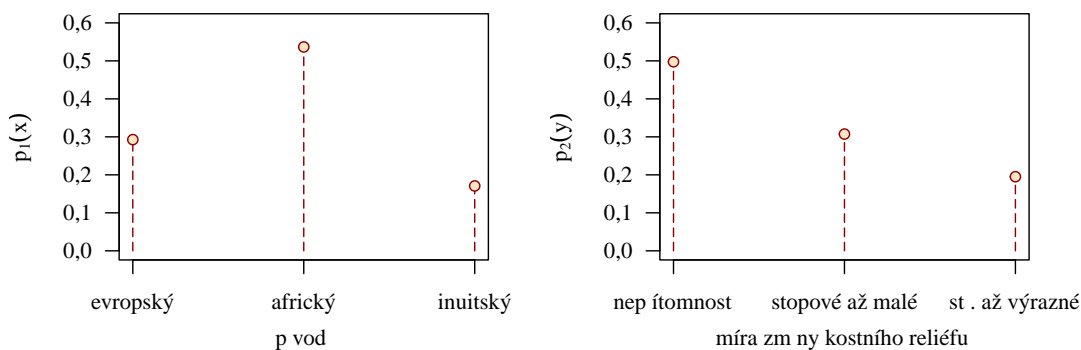 0,6
0,5
0,4
0,3
0,2
0,1
0,0
p₁(x)
evropský africký inuitský
p vod
0,6
0,5
0,4
0,3
0,2
0,1
0,0
p₂(y)
nep ítomnost stopové až malé st . až výrazné
míra zm ny kostního reliéfu